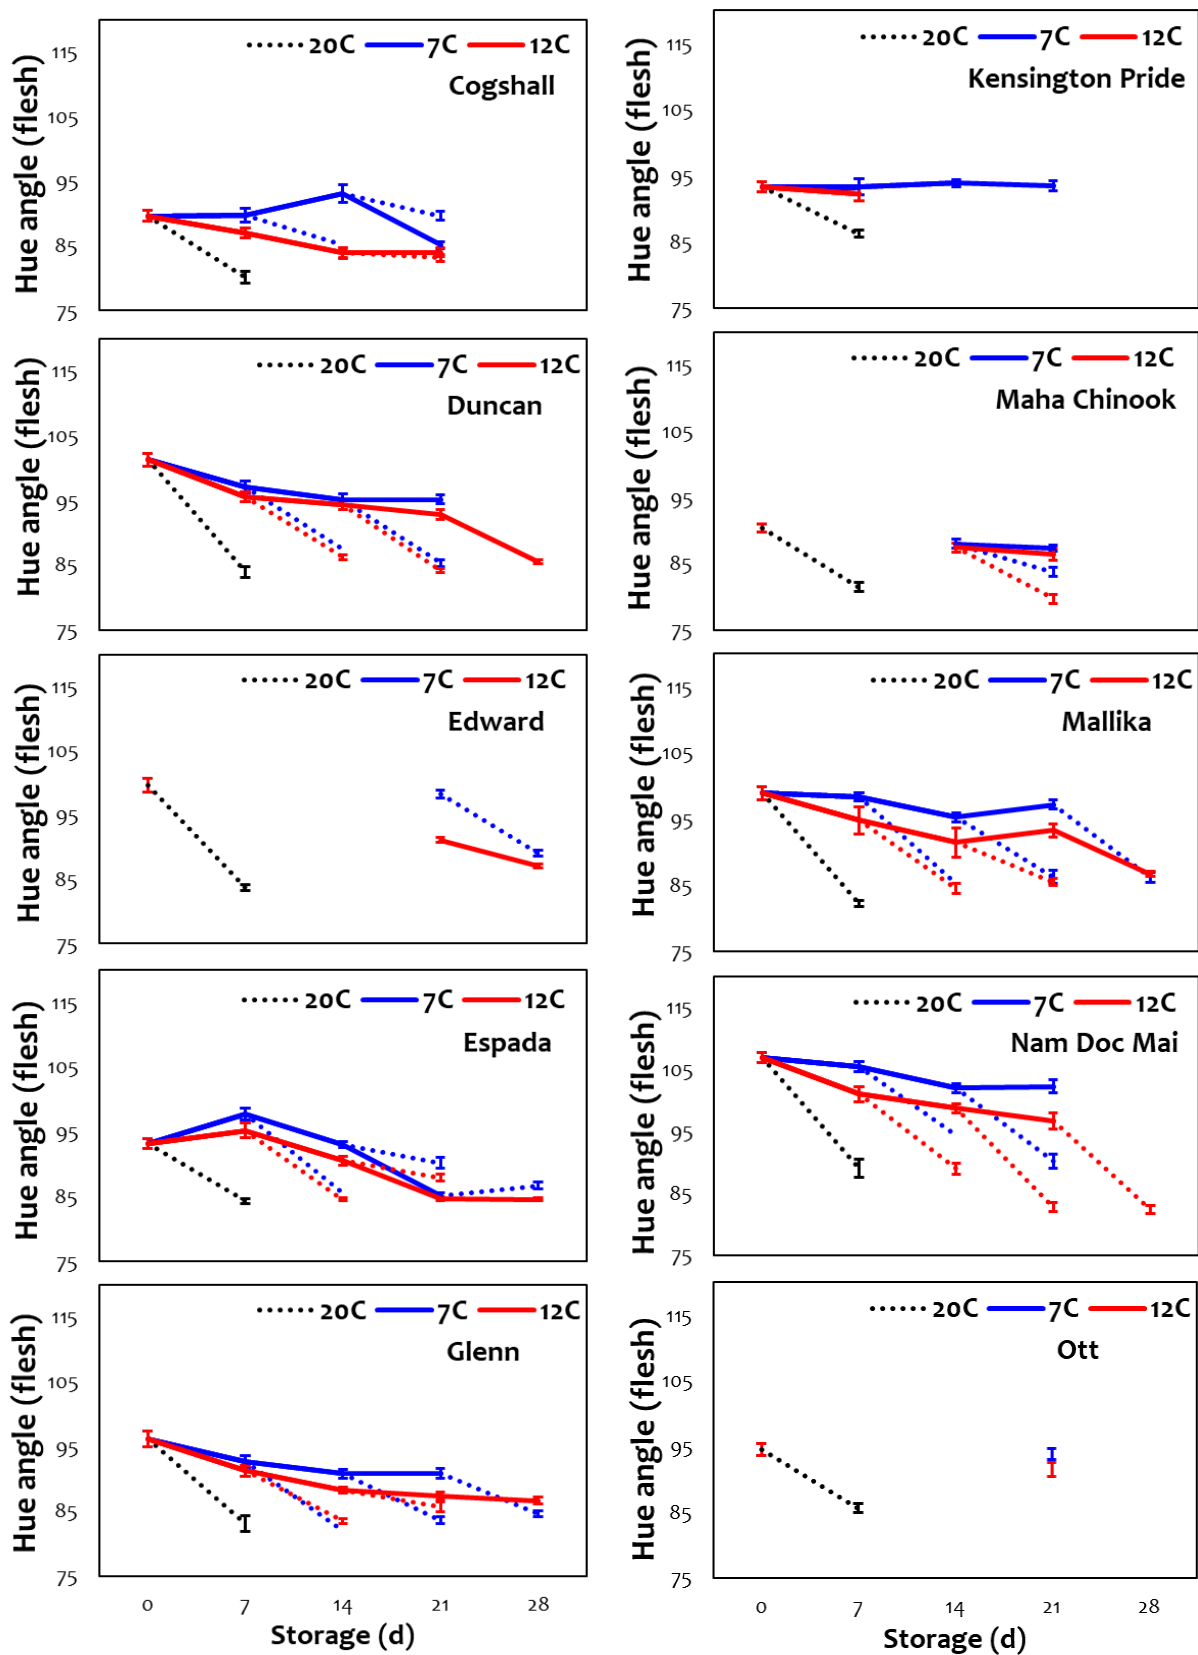 20C 7C 12C
Cogshall
Hue angle (flesh)
115
105
95
85
75
20C 7C 12C
Duncan
Hue angle (flesh)
115
105
95
85
75
20C 7C 12C
Edward
Hue angle (flesh)
115
105
95
85
75
20C 7C 12C
Espada
Hue angle (flesh)
115
105
95
85
75
20C 7C 12C
Glenn
Hue angle (flesh)
115
105
95
85
75
0 7 14 21 28
Storage (d)
20C 7C 12C
Kensington Pride
Hue angle (flesh)
115
105
95
85
75
20C 7C 12C
Maha Chinook
Hue angle (flesh)
115
105
95
85
75
20C 7C 12C
Mallika
Hue angle (flesh)
115
105
95
85
75
20C 7C 12C
Nam Doc Mai
Hue angle (flesh)
115
105
95
85
75
20C 7C 12C
Ott
Hue angle (flesh)
115
105
95
85
75
0 7 14 21 28
Storage (d)